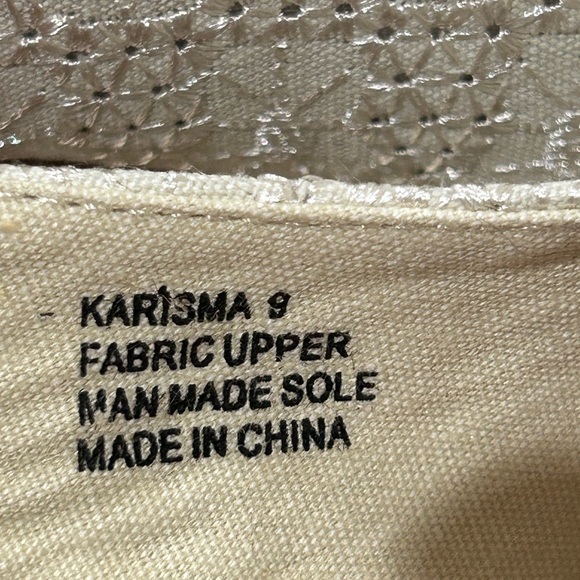 KARISMA 9
FABRIC UPPER
MAN MADE SOLE
MADE IN CHINA